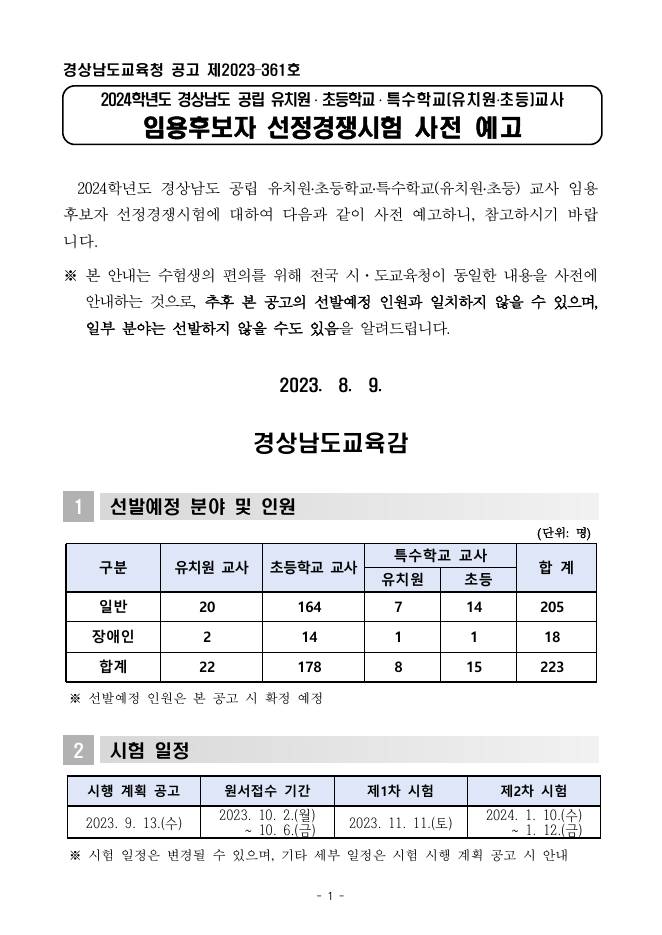 경상남도교육청 공고 제2023-361호
2024학년도 경상남도 공립 유치원·초등학교·특수학교(유치원·초등)교사
임용후보자 선정경쟁시험 사전 예고
2024학년도 경상남도 공립 유치원·초등학교·특수학교(유치원·초등) 교사 임용
후보자 선정경쟁시험에 대하여 다음과 같이 사전 예고하니, 참고하시기 바랍
니다.
※ 본 안내는 수험생의 편의를 위해 전국 시·도교육청이 동일한 내용을 사전에
안내하는 것으로, 추후 본 공고의 선발예정 인원과 일치하지 않을 수 있으며,
일부 분야는 선발하지 않을 수도 있음을 알려드립니다.
2023. 8. 9.
경상남도교육감
1 선발예정 분야 및 인원
(단위: 명)
구분 유치원 교사 초등학교 교사 특수학교 교사 합 계
유치원 초등
일반 20 164 7 14 205
장애인 2 14 1 1 18
합계 22 178 8 15 223
※ 선발예정 인원은 본 공고 시 확정 예정
2 시험 일정
시행 계획 공고 원서접수 기간 제1차 시험 제2차 시험
2023. 9. 13.(수) 2023. 10. 2.(월) 2023. 11. 11.(토) 2024. 1. 10.(수)
~ 10. 6.(금) ~ 1. 12.(금)
※ 시험 일정은 변경될 수 있으며, 기타 세부 일정은 시험 시행 계획 공고 시 안내
- 1 -